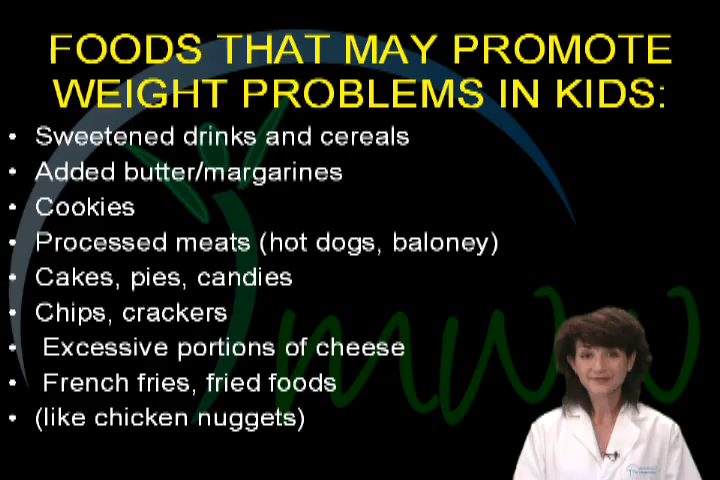 FOODS THAT MAY PROMOTE
WEIGHT PROBLEMS IN KIDS:
• Sweetened drinks and cereals
• Added butter/margarines
• Cookies
• Processed meats (hot dogs, baloney)
• Cakes, pies, candies
• Chips, crackers
• Excessive portions of cheese
• French fries, fried foods
• (like chicken nuggets)
mww